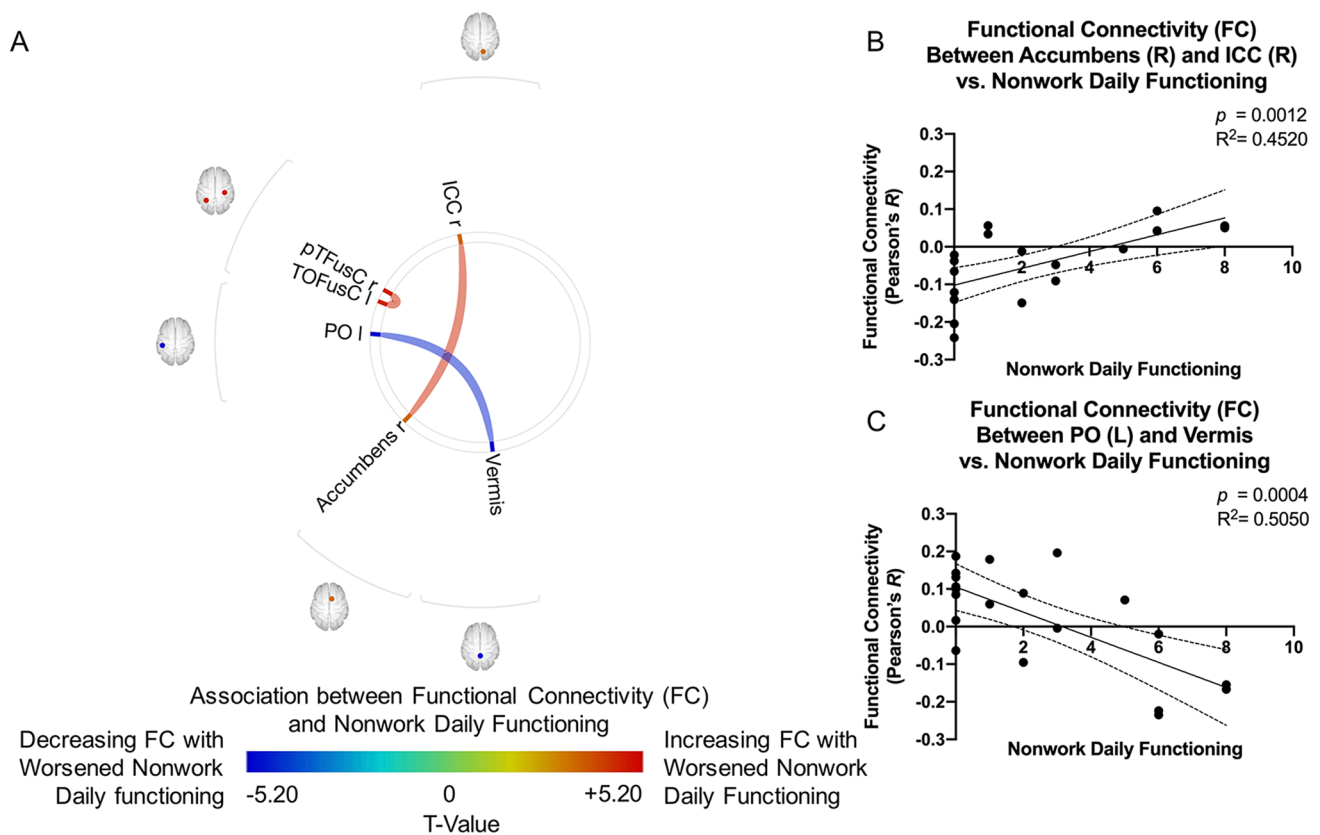 A
ICC r
pTFusC r
TOFusC l
PO l
Accumbens r
Vermis
Association between Functional Connectivity (FC)
and Nonwork Daily Functioning
Decreasing FC with
Worsened Nonwork
Daily functioning
-5.20
0
+5.20
T-Value
Increasing FC with
Worsened Nonwork
Daily Functioning
B
Functional Connectivity (FC)
Between Accumbens (R) and ICC (R)
vs. Nonwork Daily Functioning
p = 0.0012
R2= 0.4520
Functional Connectivity
(Pearson's R)
0.3
0.2
0.1
0.0
-0.1
-0.2
-0.3
2
4
6
8
10
Nonwork Daily Functioning
C
Functional Connectivity (FC)
Between PO (L) and Vermis
vs. Nonwork Daily Functioning
p = 0.0004
R2= 0.5050
Functional Connectivity
(Pearson's R)
0.3
0.2
0.1
0.0
-0.1
-0.2
-0.3
2
4
6
8
10
Nonwork Daily Functioning